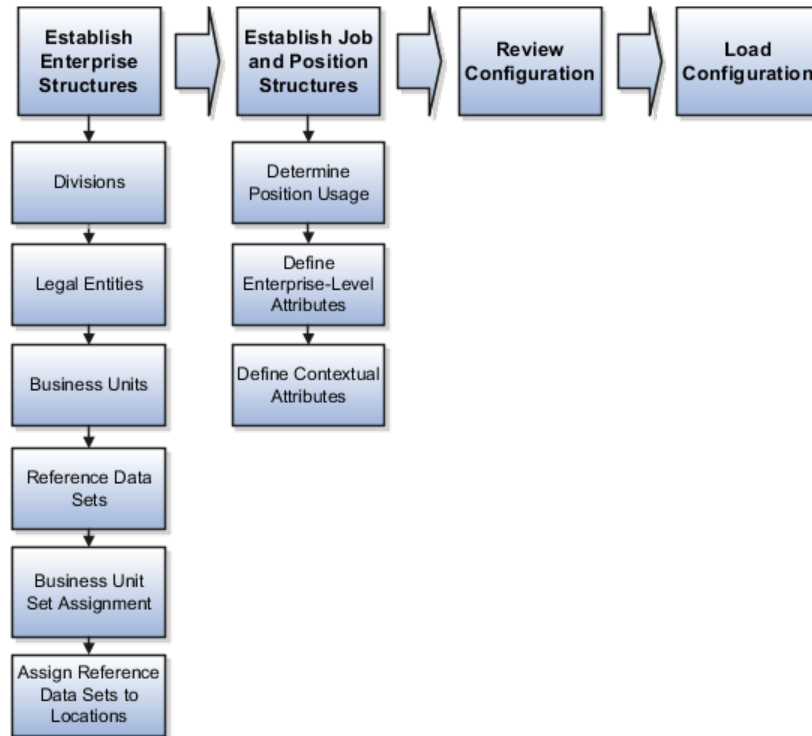 Establish
Enterprise
Structures
Establish Job
and Position
Structures
Review
Configuration
Load
Configuration
Divisions
Legal Entities
Business Units
Reference Data
Sets
Business Unit
Set Assignment
Assign Reference
Data Sets to
Locations
Determine
Position Usage
Define
Enterprise-Level
Attributes
Define Contextual
Attributes